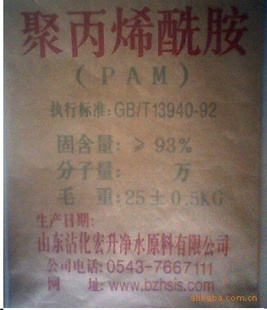 聚丙烯酰胺
(PAM)
执行标准:GB/T13940-92
固含量:≥93%
分子量: 万
毛 重:25±0.5KG
生产日期:
山东沾化宏升净水原料有限公司
公司电话:0543-7667111
网 址:www.bzhsjs.com